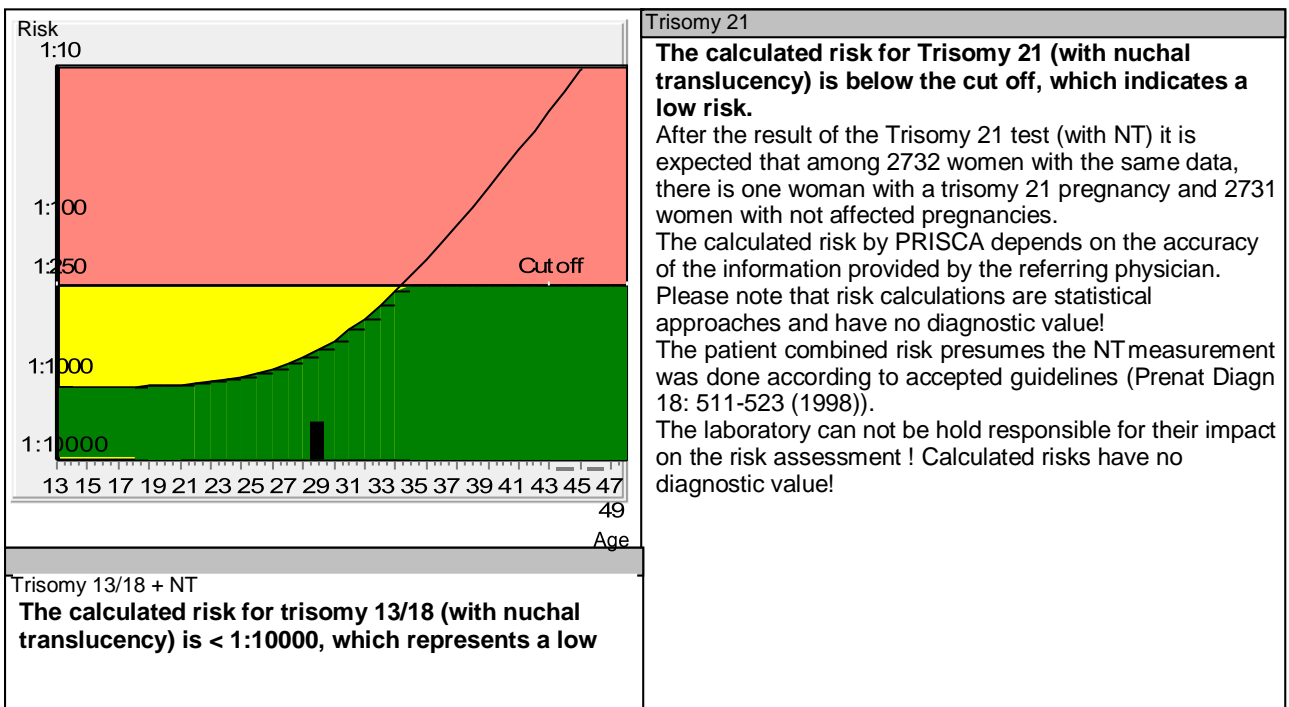 Risk
1:10
1:100
1:250
Cut off
1:1000
1:10000
13 15 17 19 21 23 25 27 29 31 33 35 37 39 41 43 45 47
49
Age
Trisomy 13/18 + NT
The calculated risk for trisomy 13/18 (with nuchal
translucency) is < 1:10000, which represents a low
Trisomy 21
The calculated risk for Trisomy 21 (with nuchal
translucency) is below the cut off, which indicates a
low risk.
After the result of the Trisomy 21 test (with NT) it is
expected that among 2732 women with the same data,
there is one woman with a trisomy 21 pregnancy and 2731
women with not affected pregnancies.
The calculated risk by PRISCA depends on the accuracy
of the information provided by the referring physician.
Please note that risk calculations are statistical
approaches and have no diagnostic value!
The patient combined risk presumes the NT measurement
was done according to accepted guidelines (Prenat Diagn
18: 511-523 (1998)).
The laboratory can not be hold responsible for their impact
on the risk assessment ! Calculated risks have no
diagnostic value!